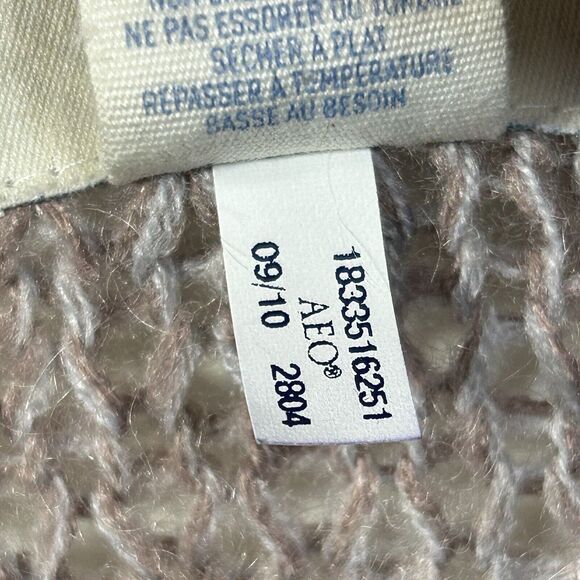 NE PAS ESSORER OU TORDRE
SÉCHER À PLAT
REPASSER À TEMPÉRATURE
BASSE AU BESOIN
1833516251
AEO®
09/10 2804